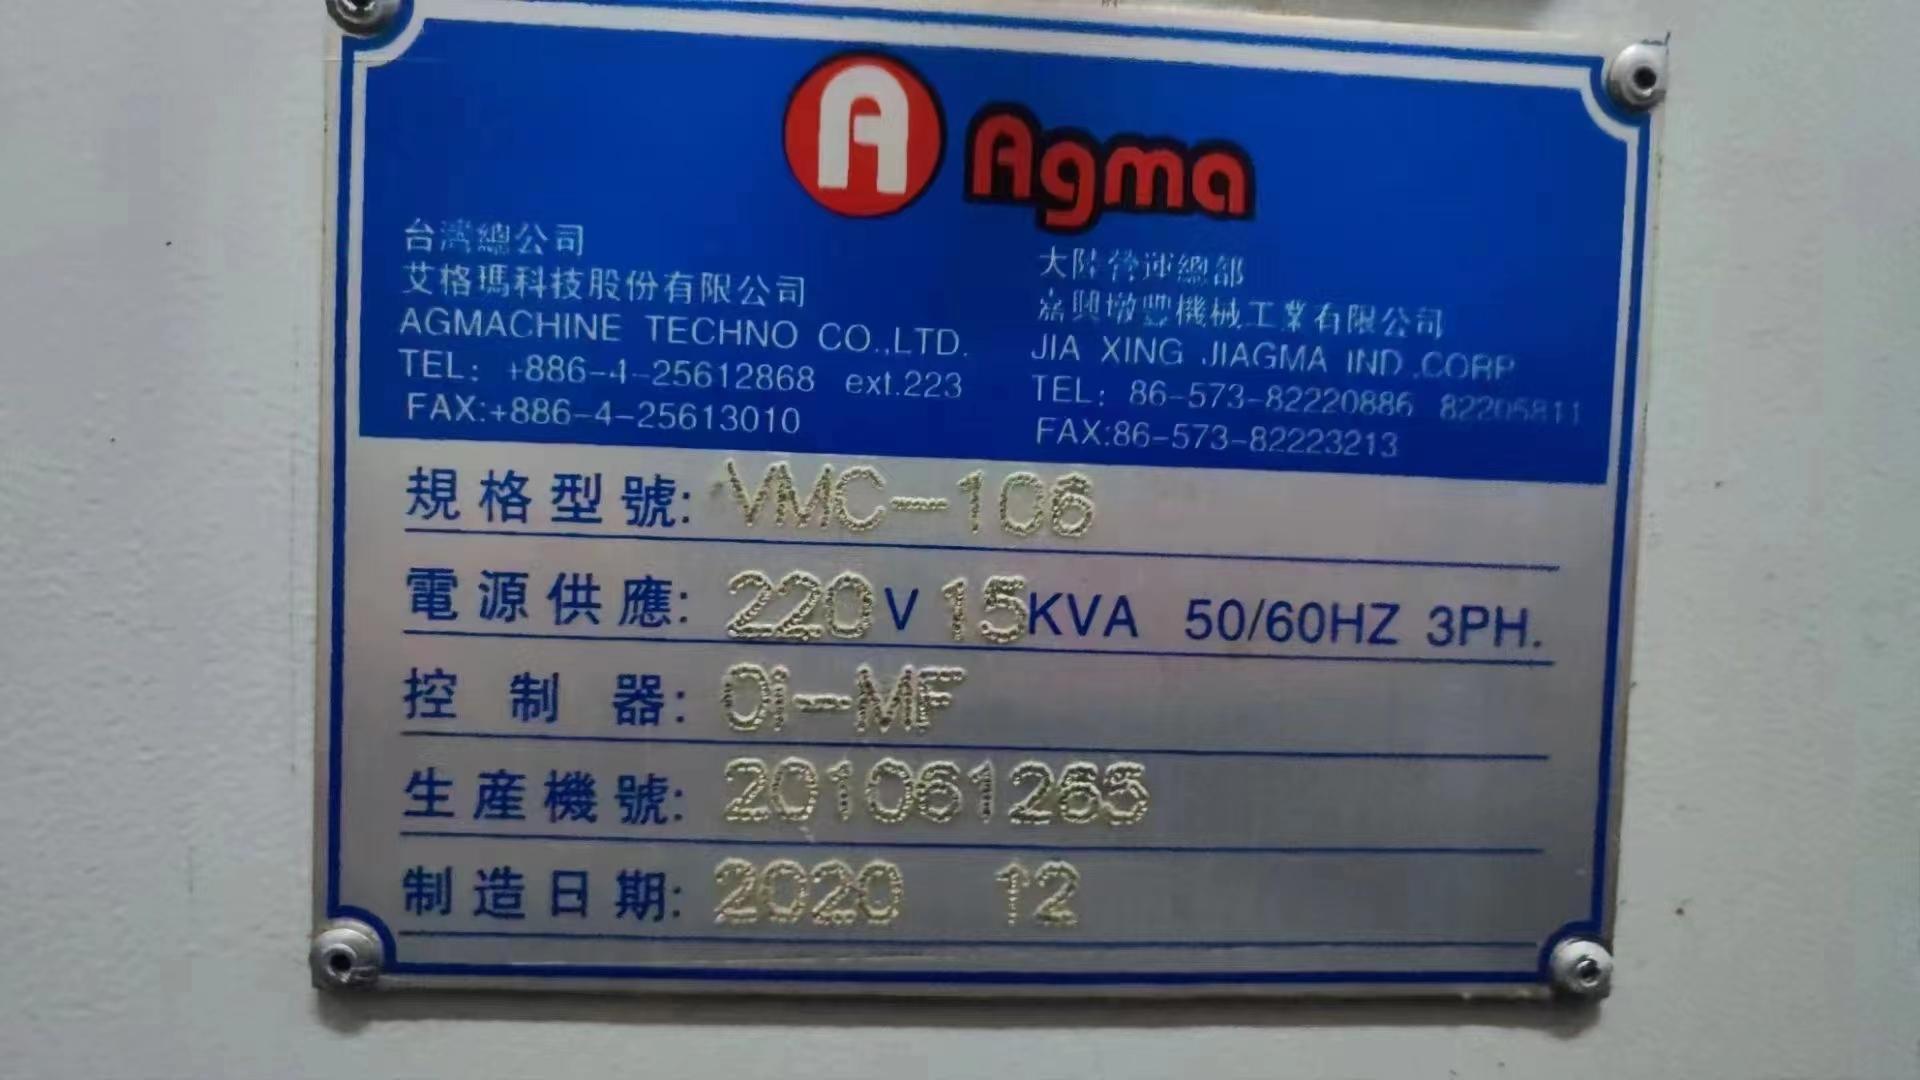 A Agma
台灣總公司
艾格瑪科技股份有限公司
AGMACHINE TECHNO CO.,LTD.
TEL: +886-4-25612868 ext.223
FAX:+886-4-25613010
大陸營運總部
嘉興墩豐機械工業有限公司
JIA XING JIAGMA IND.CORP
TEL: 86-573-82220886 82205811
FAX:86-573-82223213
規格型號: VMC-106
電源供應: 220V 15KVA 50/60HZ 3PH.
控制器: Oi-MF
生産機號: 201061265
制造日期: 2020 12